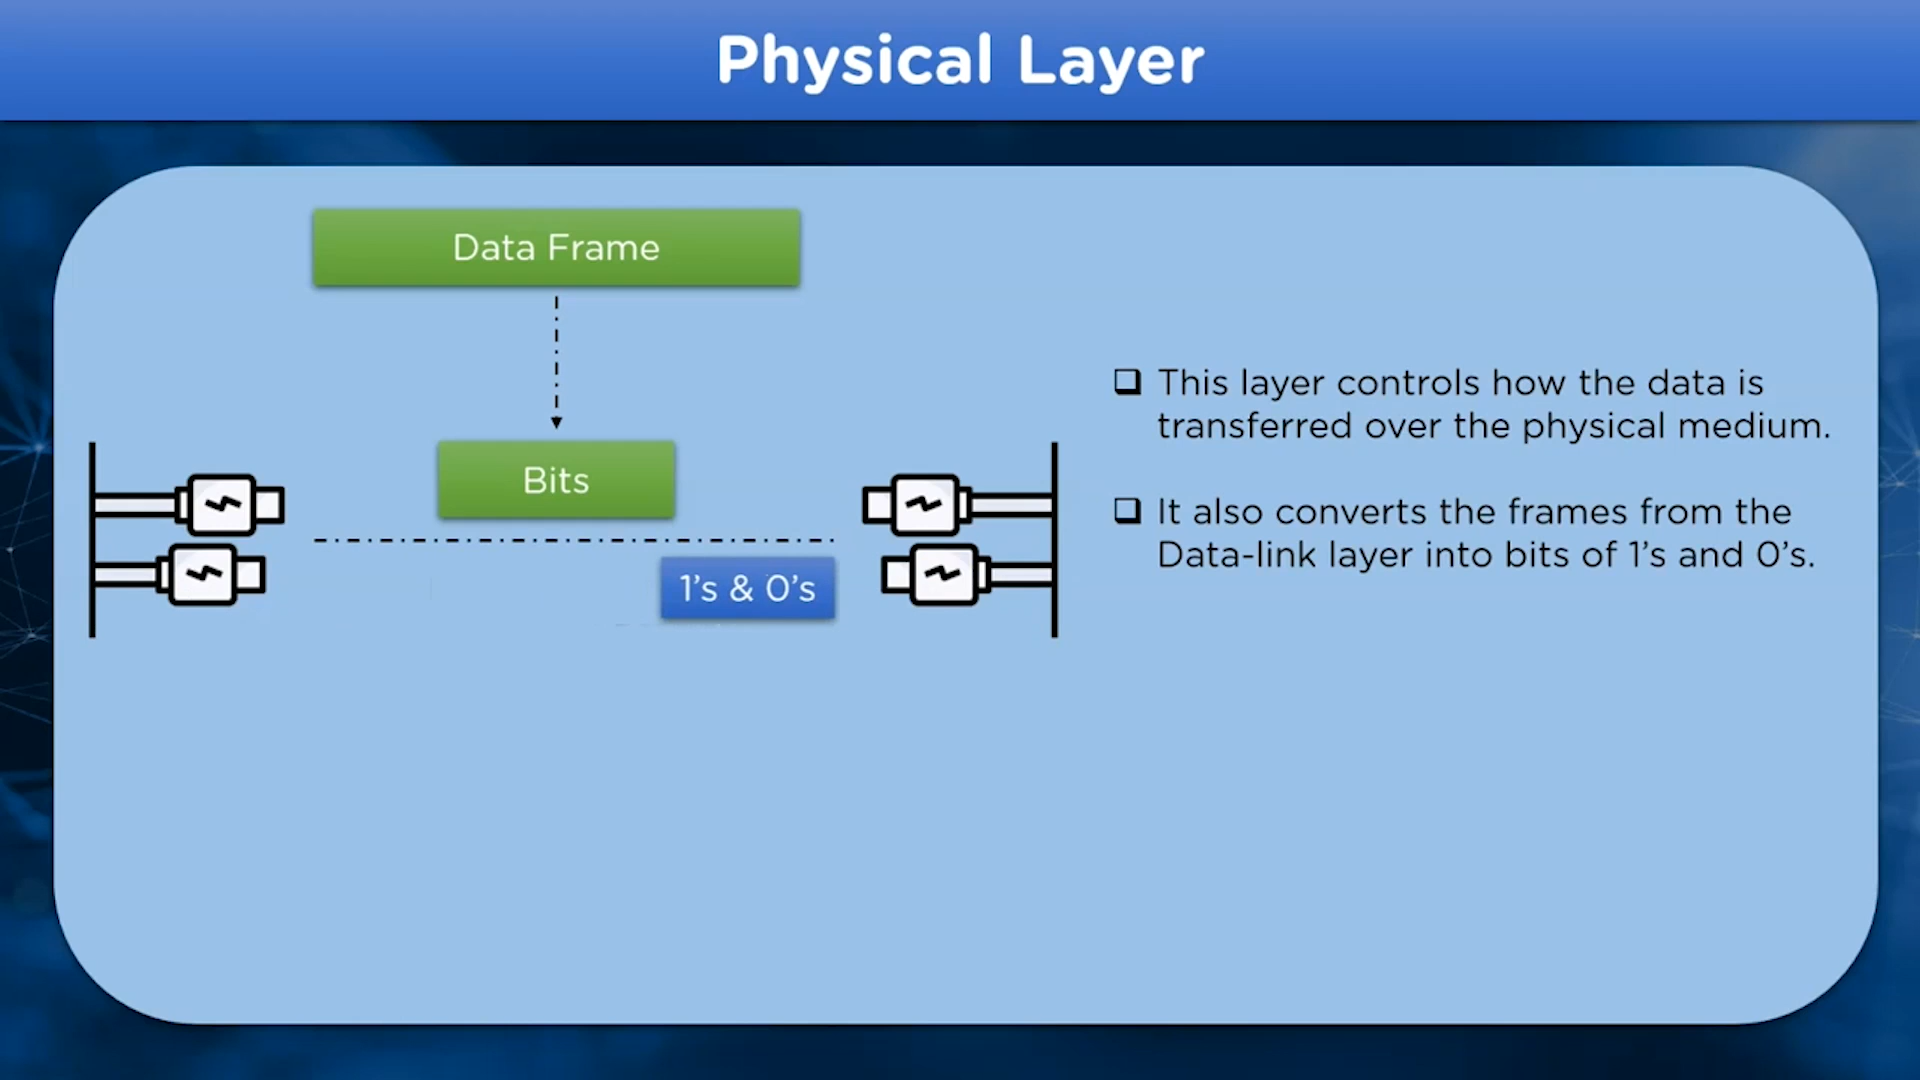 Physical Layer
Data Frame
Bits
1's & 0's
This layer controls how the data is
transferred over the physical medium.
It also converts the frames from the
Data-link layer into bits of 1's and 0's.